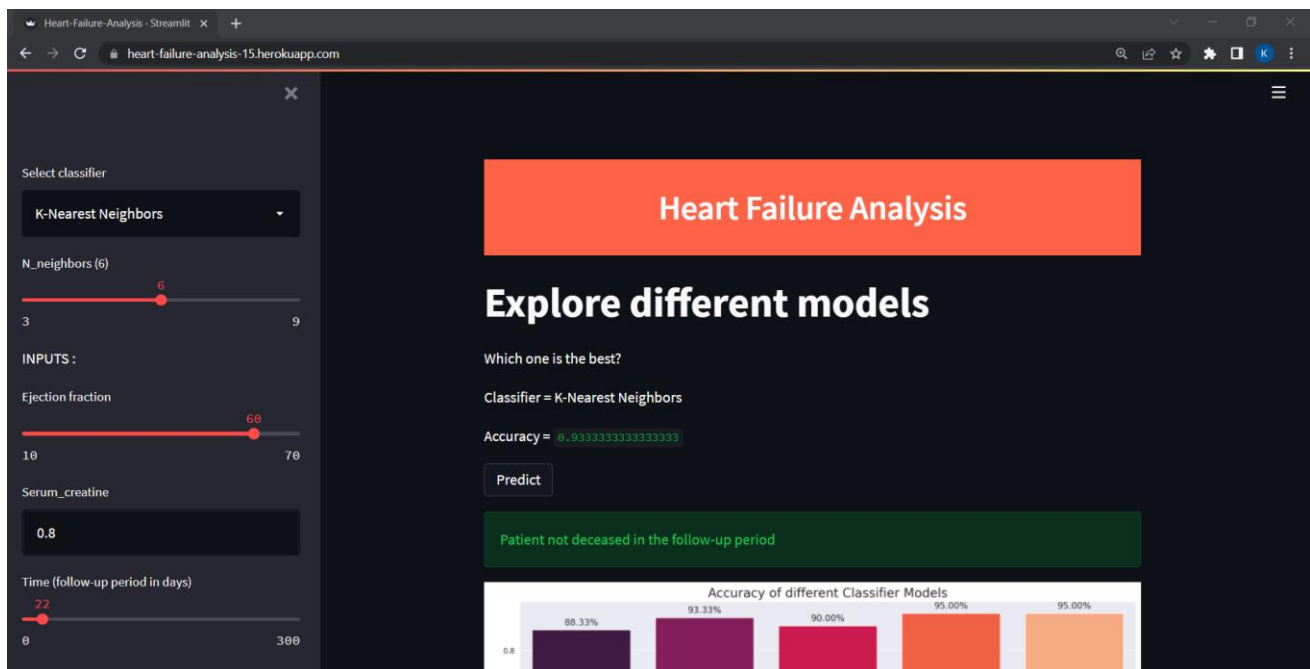 Heart-Failure-Analysis - Streamlit
heart-failure-analysis-15.herokuapp.com
K
Select classifier
K-Nearest Neighbors
N_neighbors (6)
6
3 9
INPUTS :
Ejection fraction
60
10 70
Serum_creatine
0.8
Time (follow-up period in days)
22
0 300
Heart Failure Analysis
Explore different models
Which one is the best?
Classifier = K-Nearest Neighbors
Accuracy = 0.9333333333333333
Predict
Patient not deceased in the follow-up period
Accuracy of different Classifier Models
88.33% 93.33% 90.00% 95.00% 95.00%
0.8